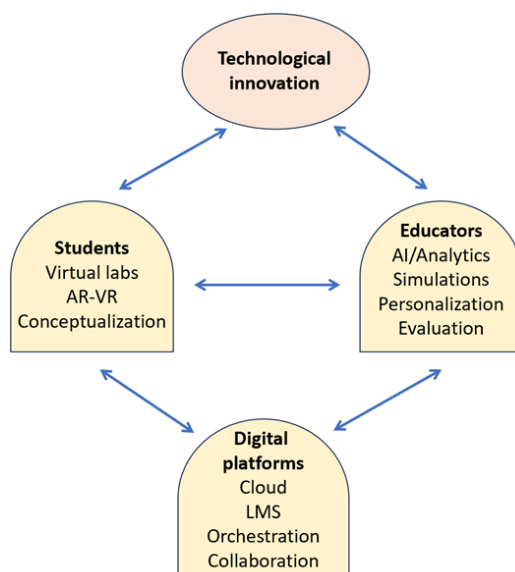 Technological
innovation
Students
Virtual labs
AR-VR
Conceptualization
Educators
AI/Analytics
Simulations
Personalization
Evaluation
Digital
platforms
Cloud
LMS
Orchestration
Collaboration